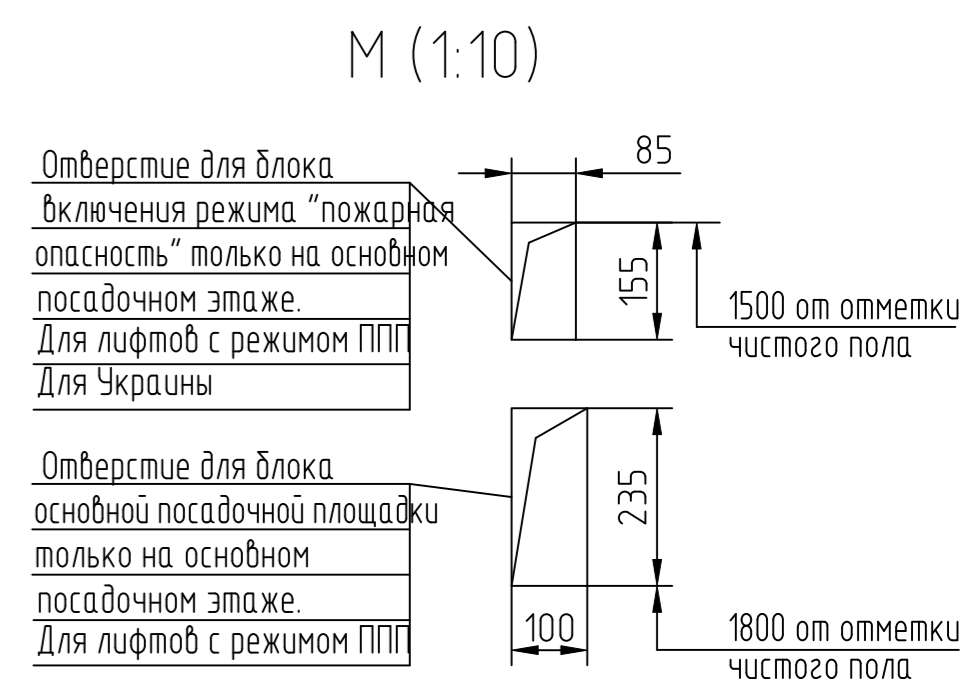 М (1:10)
Отверстие для блока
включения режима "пожарная
опасность" только на основном
посадочном этаже.
Для лифтов с режимом ППП
Для Украины
85
155
1500 от отметки
чистого пола
Отверстие для блока
основной посадочной площадки
только на основном
посадочном этаже.
Для лифтов с режимом ППП
235
100
1800 от отметки
чистого пола